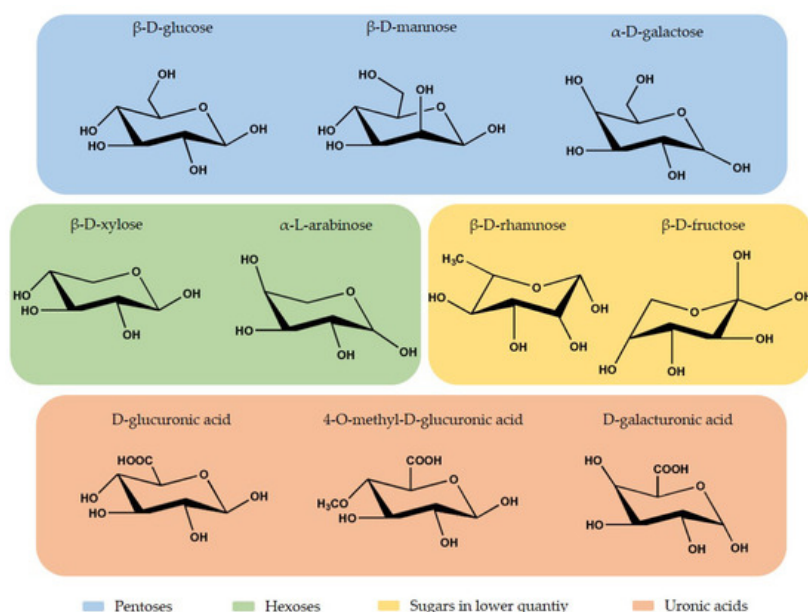 β-D-glucose
β-D-mannose
α-D-galactose
OH
O
HO
HO
OH
OH
HO
OH
O
HO
HO
OH
HO
OH
O
HO
OH
OH
β-D-xylose
α-L-arabinose
β-D-rhamnose
β-D-fructose
O
HO
HO
OH
OH
HO
O
HO
OH
OH
H₃C
O
HO
OH
OH
OH
OH
O
OH
HO
OH
OH
D-glucuronic acid
4-O-methyl-D-glucuronic acid
D-galacturonic acid
HOOC
O
HO
HO
OH
OH
COOH
O
H₃CO
HO
OH
OH
HO
COOH
O
HO
OH
OH
Pentoses
Hexoses
Sugars in lower quantiy
Uronic acids